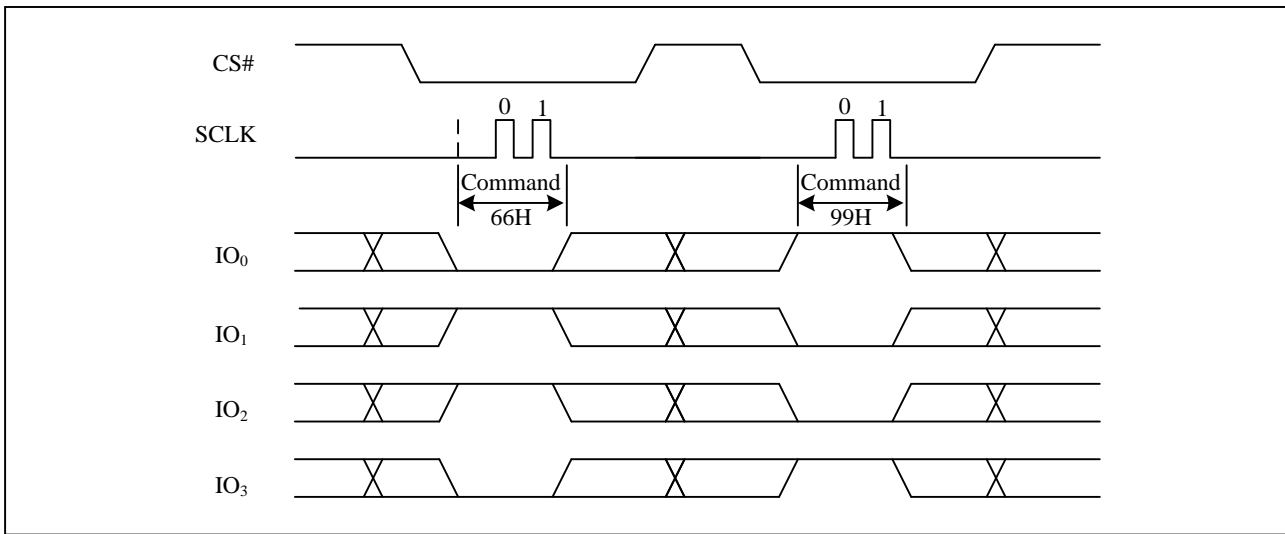 CS#
0 1 0 1
SCLK
Command Command
66H 99H
IO₀
IO₁
IO₂
IO₃